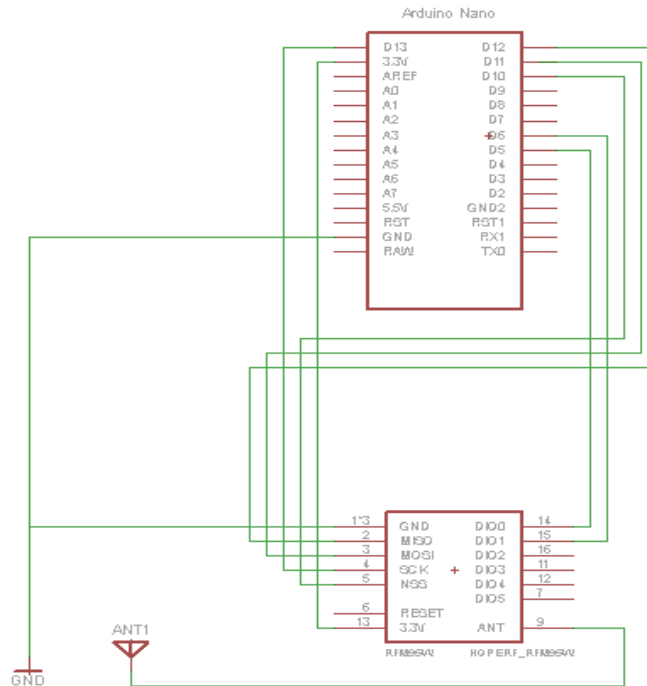 Arduino Nano
D13 D12
3.3V D11
AREF D10
A0 D9
A1 D8
A2 D7
A3 D6
A4 D5
A5 D4
A6 D3
A7 D2
5.5V GND2
RST RST1
GND RX1
RAW TX0
1*3 GND DIO0 14
2 MISO DIO1 15
3 MOSI DIO2 16
4 SCK DIO3 11
5 NSS DIO4 12
DIO5 7
6 RESET
13 3.3V ANT 9
RFM95W HOPERF_RFM95W
ANT1
GND